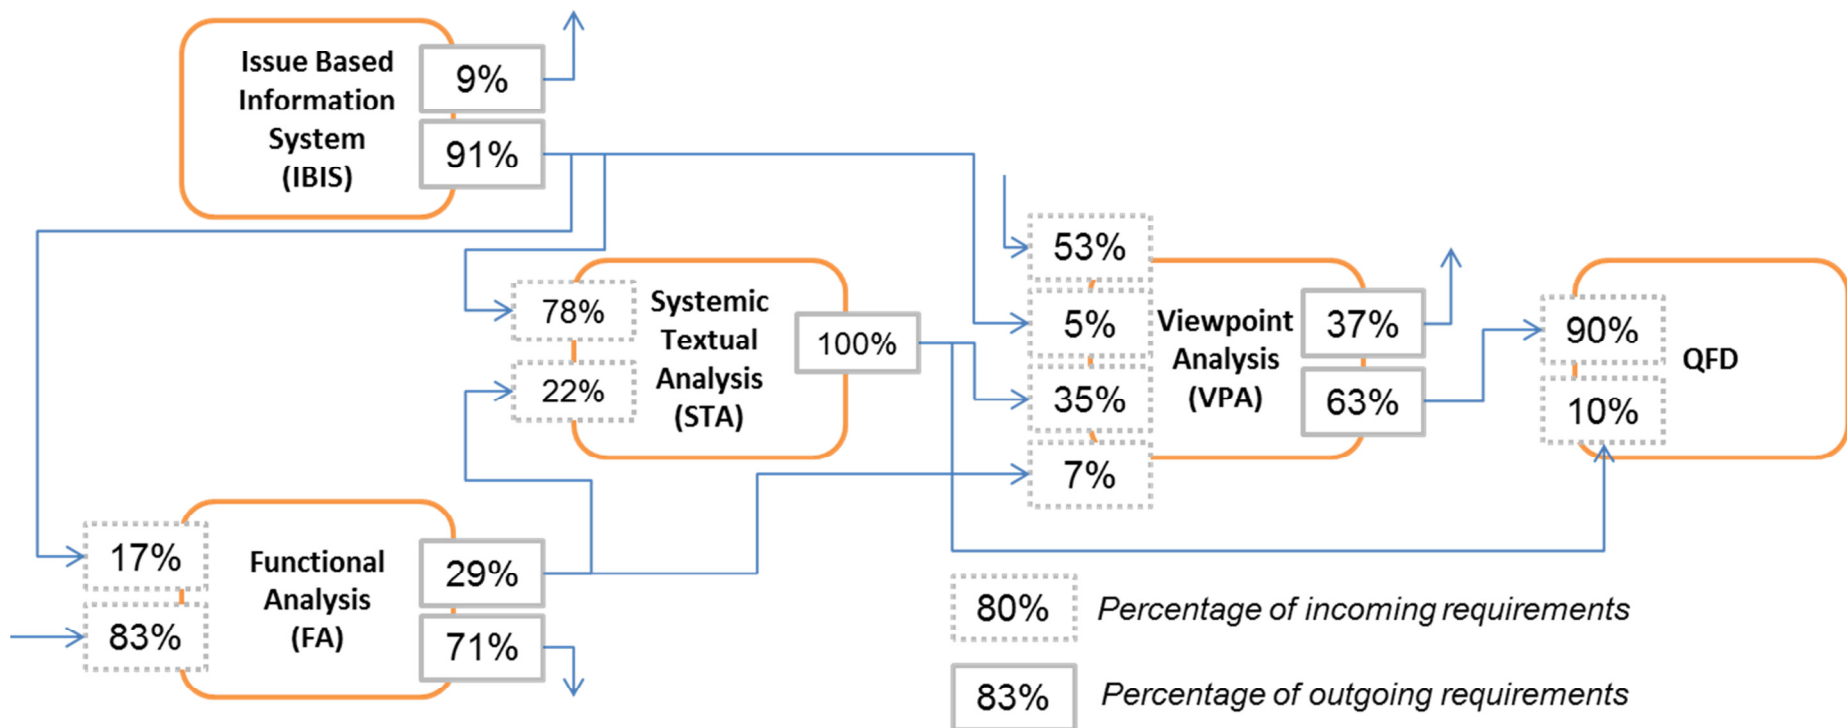 Issue Based
Information
System
(IBIS)
9%
91%
78%
22%
Systemic
Textual
Analysis
(STA)
100%
53%
5%
35%
7%
Viewpoint
Analysis
(VPA)
37%
63%
90%
10%
QFD
17%
83%
Functional
Analysis
(FA)
29%
71%
80% Percentage of incoming requirements
83% Percentage of outgoing requirements